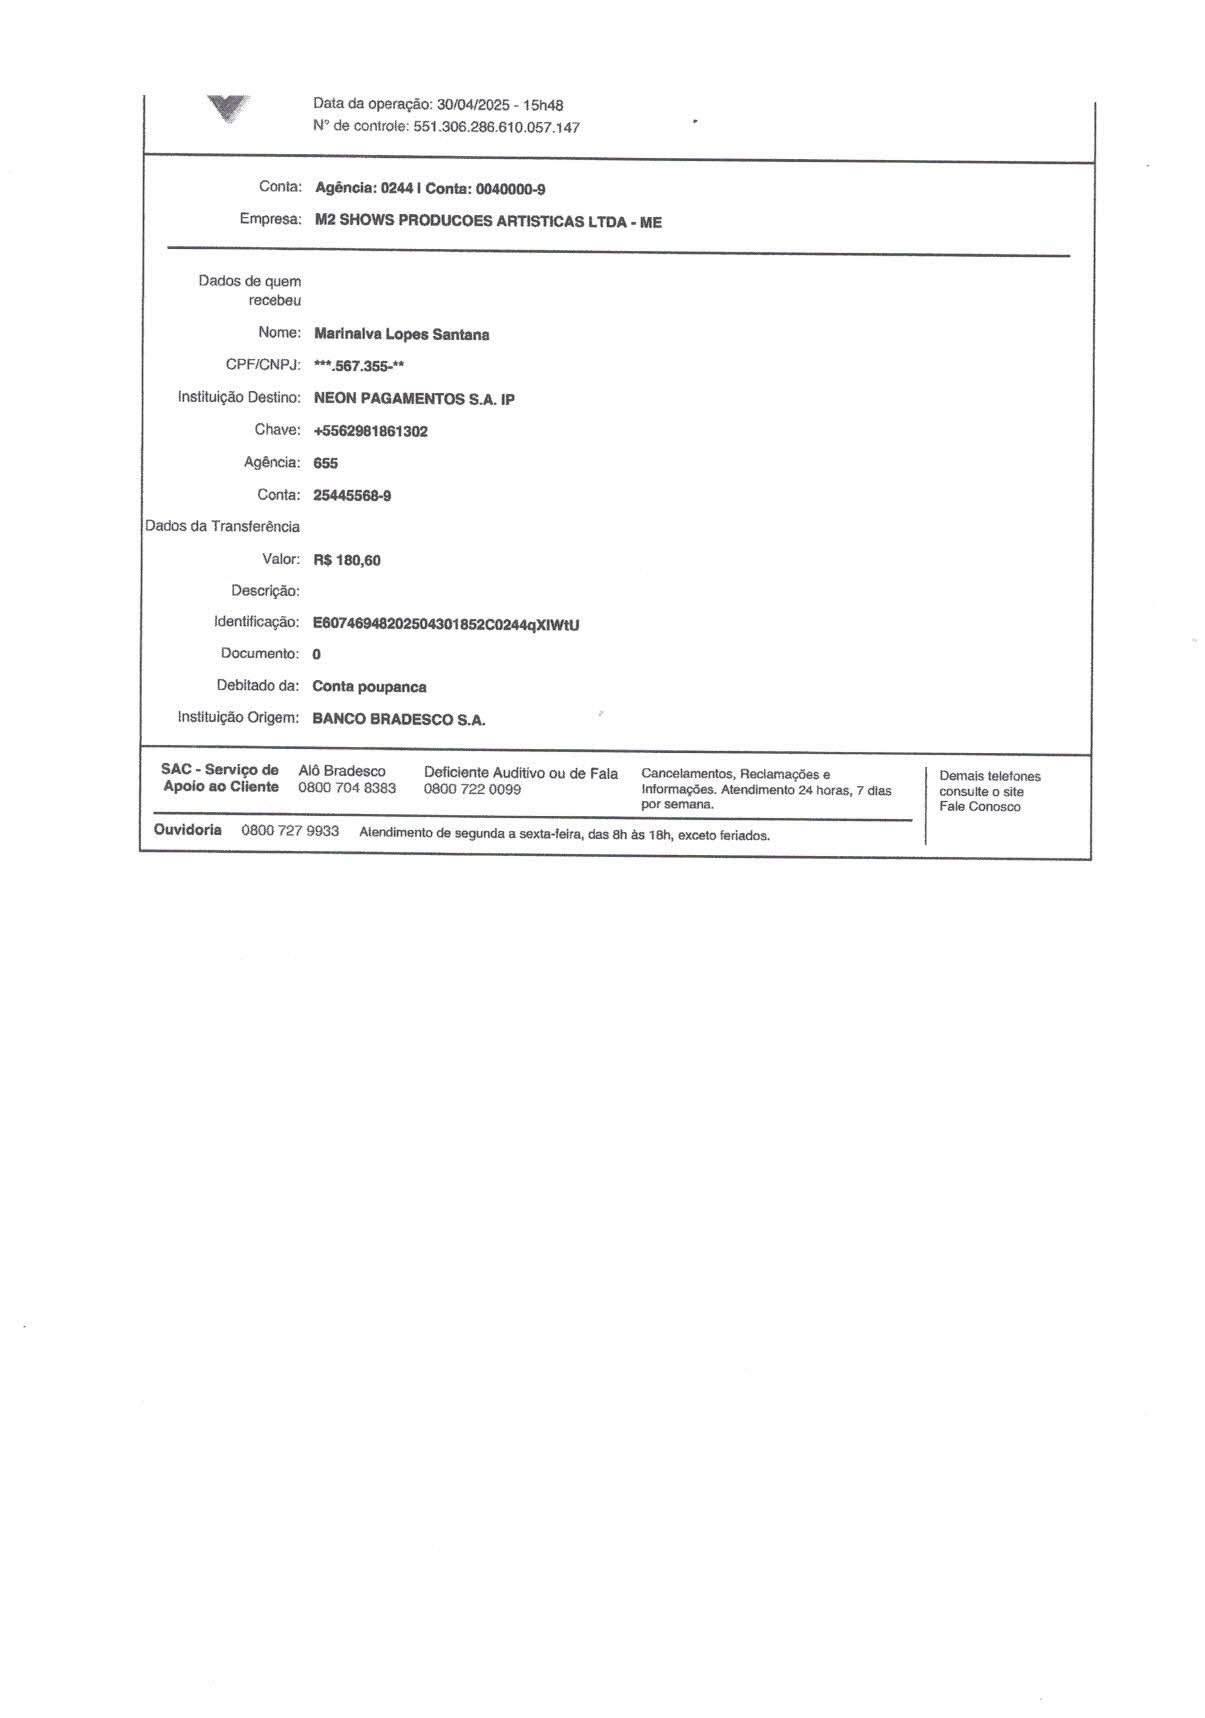 Data da operação: 30/04/2025 - 15h48
N° de controle: 551.306.286.610.057.147
Conta: Agência: 0244 I Conta: 0040000-9
Empresa: M2 SHOWS PRODUCOES ARTISTICAS LTDA - ME
Dados de quem
recebeu
Nome: Marinalva Lopes Santana
CPF/CNPJ: ***.567.355-**
Instituição Destino: NEON PAGAMENTOS S.A. IP
Chave: +5562981861302
Agência: 655
Conta: 25445568-9
Dados da Transferência
Valor: R$ 180,60
Descrição:
Identificação: E60746948202504301852C0244qXIWtU
Documento: 0
Debitado da: Conta poupanca
Instituição Origem: BANCO BRADESCO S.A.
SAC - Serviço de Alô Bradesco Deficiente Auditivo ou de Fala Cancelamentos, Reclamações e Demais telefones
Apoio ao Cliente 0800 704 8383 0800 722 0099 Informações. Atendimento 24 horas, 7 dias consulte o site
por semana. Fale Conosco
Ouvidoria 0800 727 9933 Atendimento de segunda a sexta-feira, das 8h às 18h, exceto feriados.